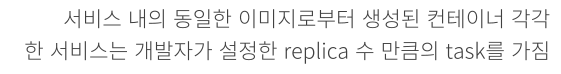 서비스 내의 동일한 이미지로부터 생성된 컨테이너 각각
한 서비스는 개발자가 설정한 replica 수 만큼의 task를 가짐